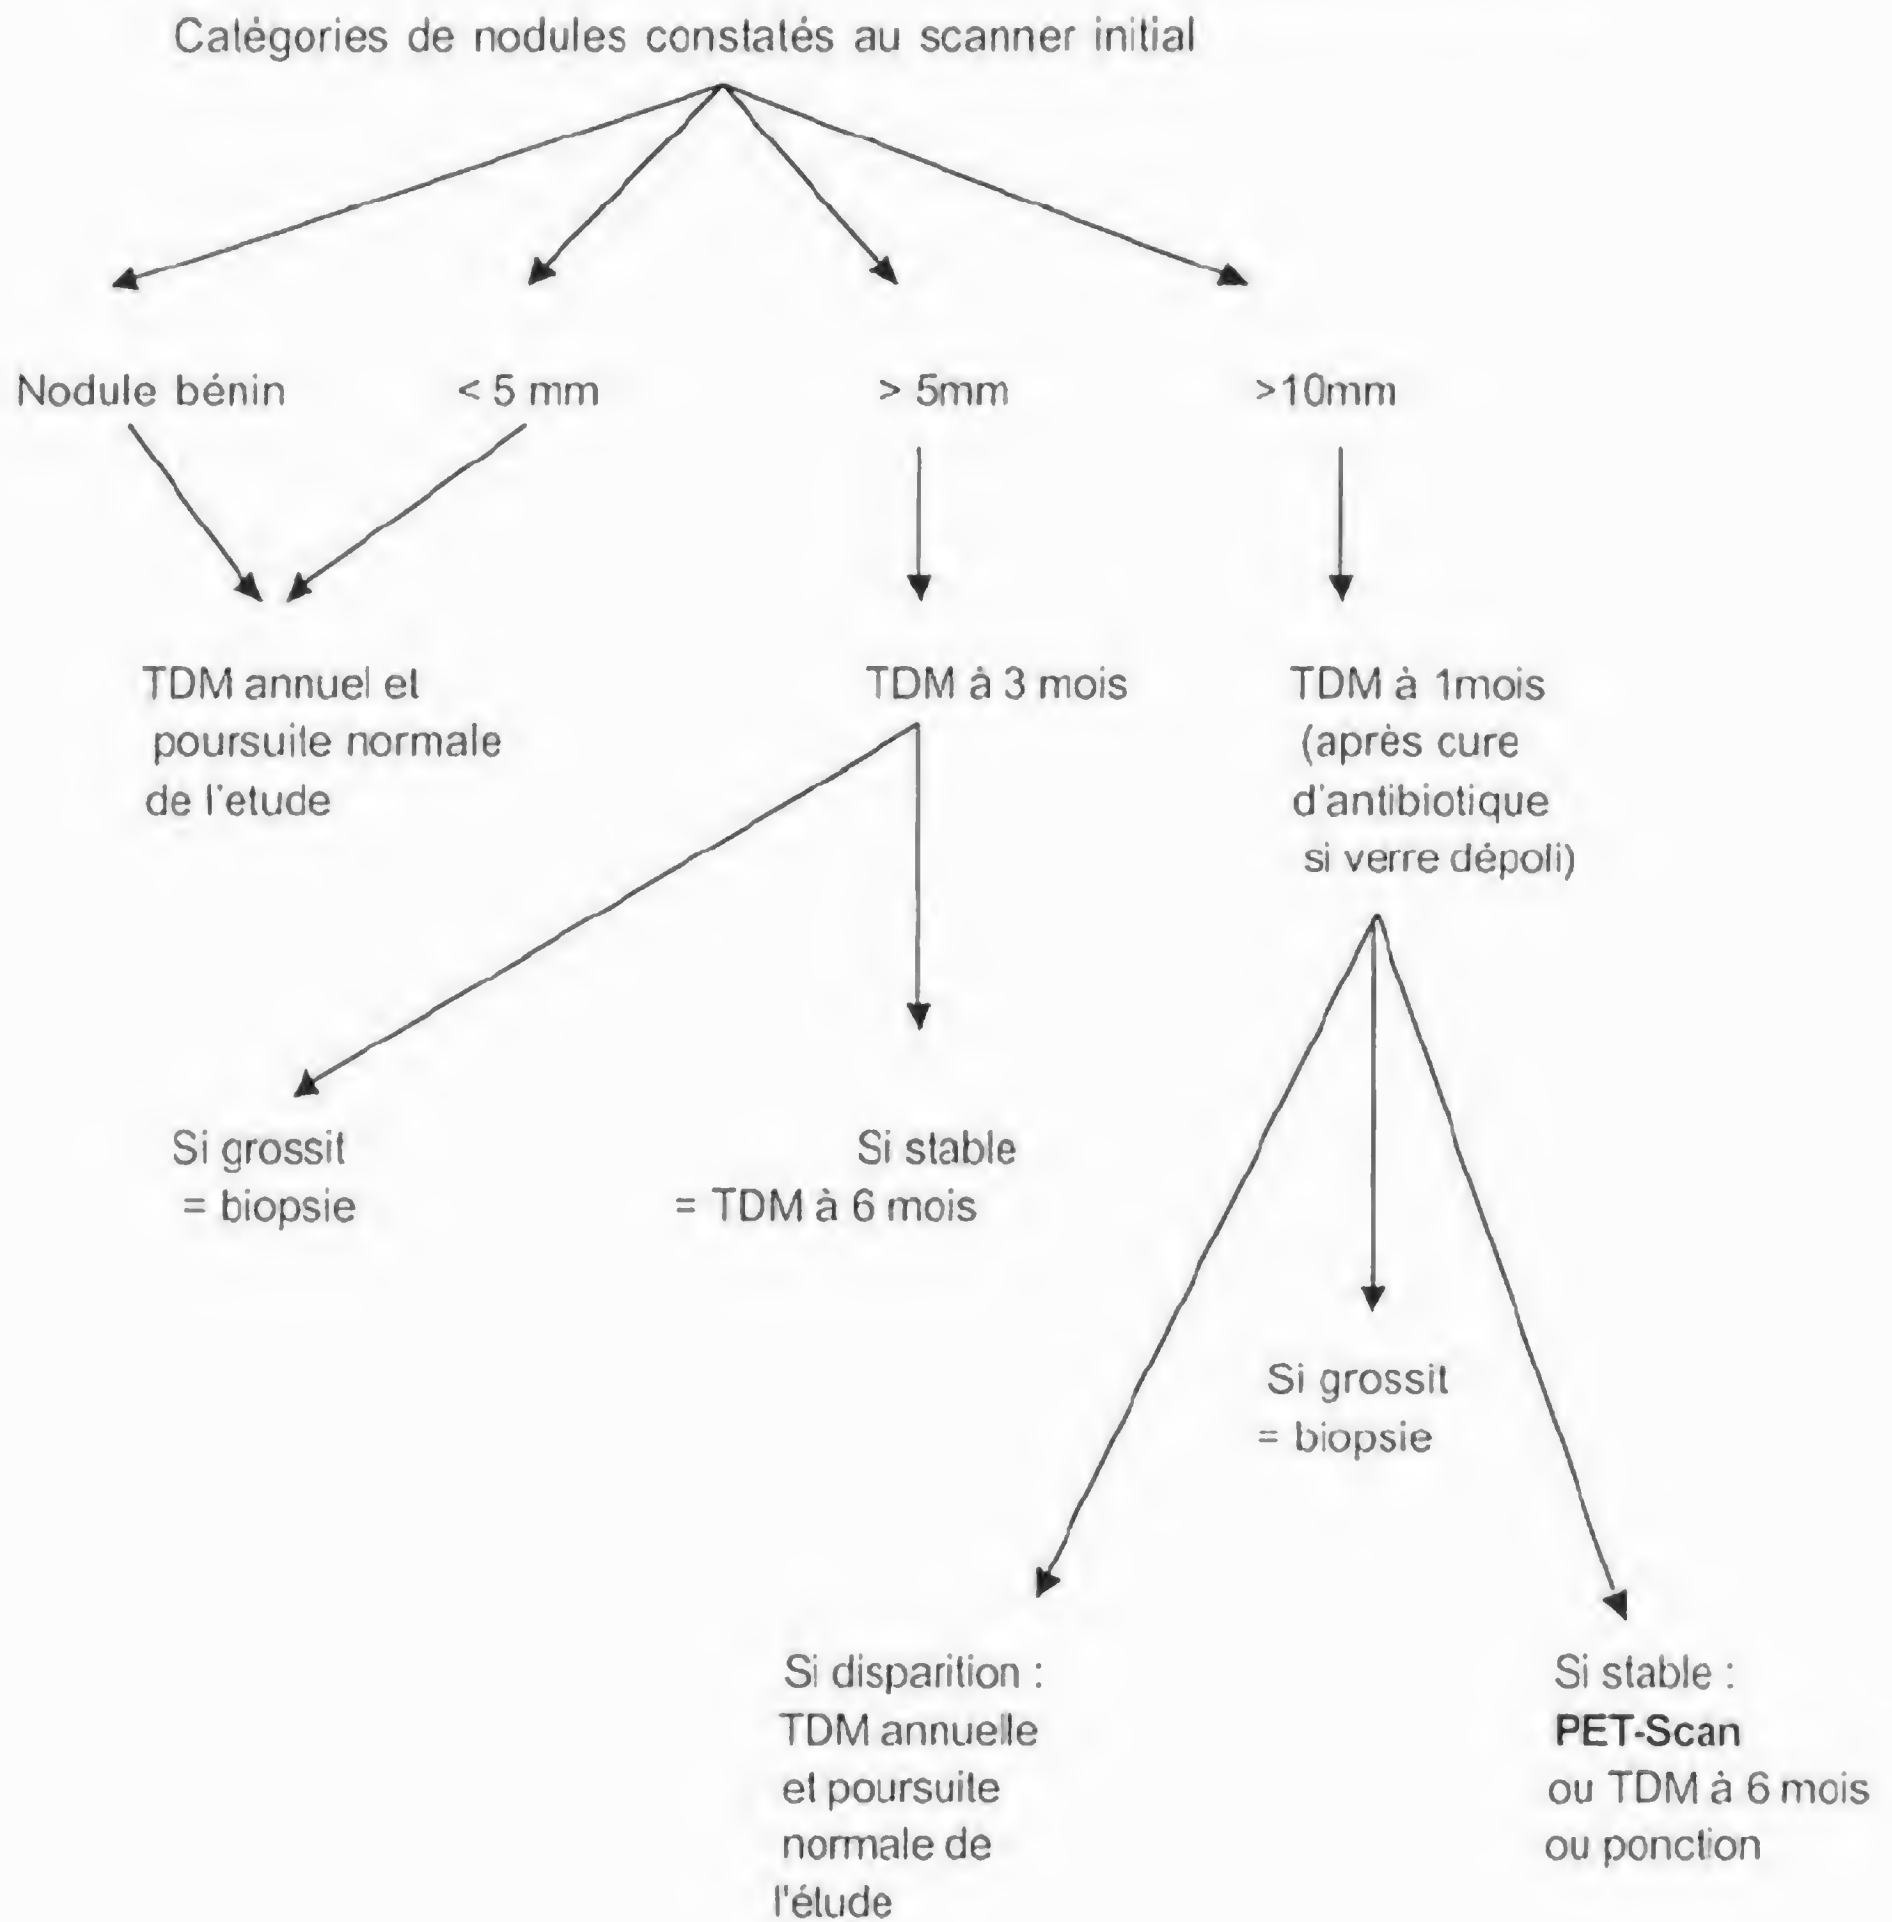 Catégories de nodules constatés au scanner initial
Nodule bénin
< 5 mm
> 5mm
>10mm
TDM annuel et
poursuite normale
de l'etude
TDM à 3 mois
TDM à 1mois
(après cure
d'antibiotique
si verre dépoli)
Si grossit
= biopsie
Si stable
= TDM à 6 mois
Si grossit
= biopsie
Si disparition :
TDM annuelle
et poursuite
normale de
l'étude
Si stable :
PET-Scan
ou TDM à 6 mois
ou ponction